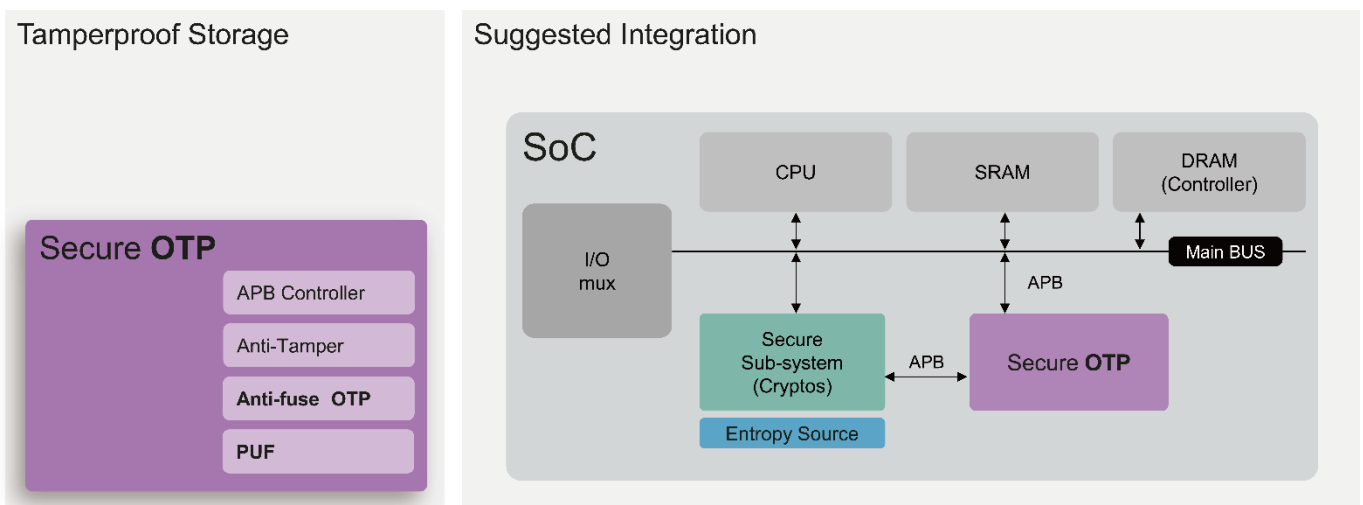 Tamperproof Storage
Secure OTP
APB Controller
Anti-Tamper
Anti-fuse OTP
PUF
Suggested Integration
SoC
CPU
SRAM
DRAM
(Controller)
I/O
mux
Main BUS
APB
Secure
Sub-system
(Cryptos)
APB
Secure OTP
Entropy Source